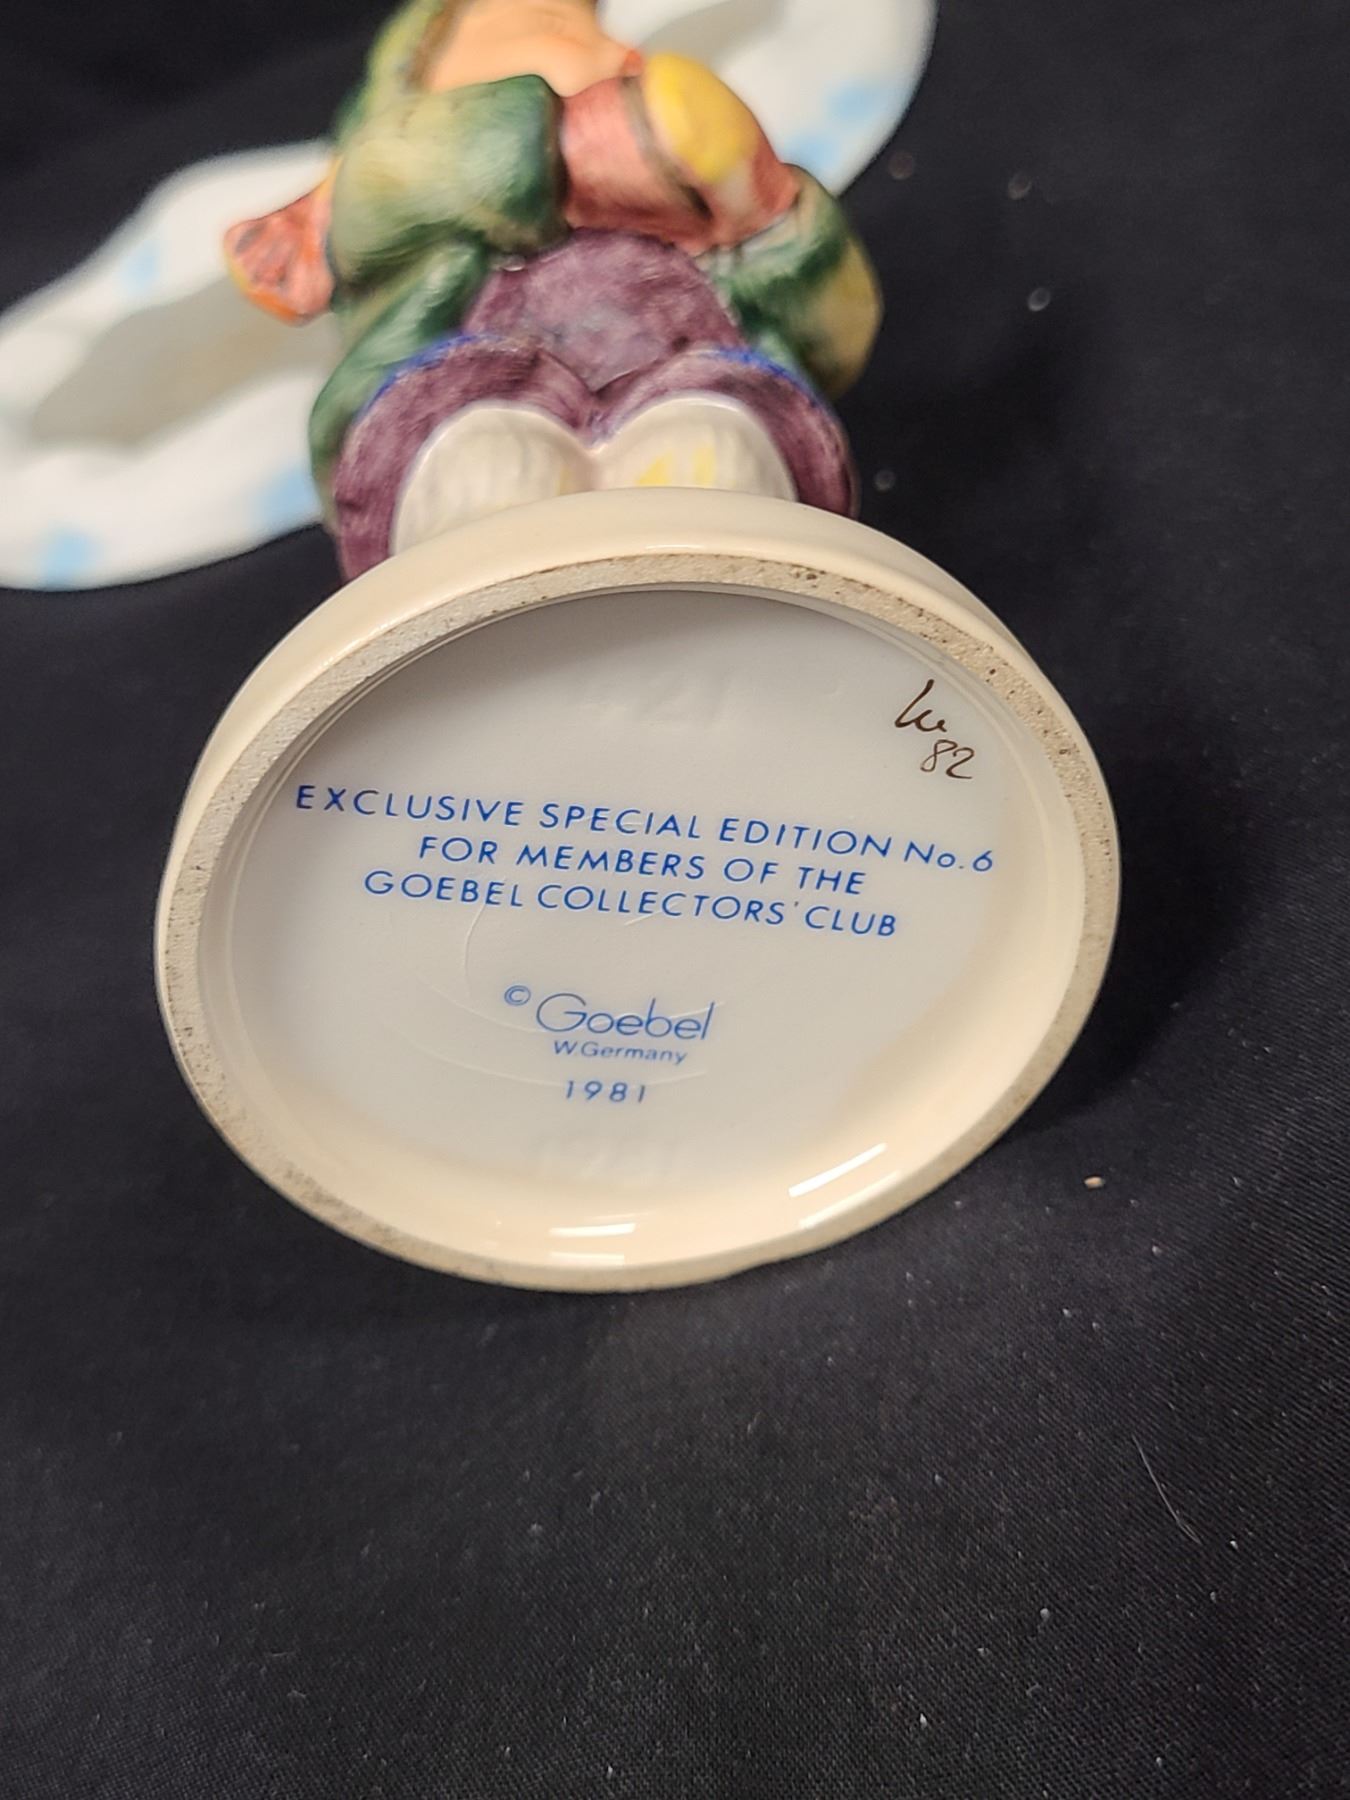 82
EXCLUSIVE SPECIAL EDITION No.6
FOR MEMBERS OF THE
GOEBEL COLLECTORS' CLUB
© Goebel
W.Germany
1981